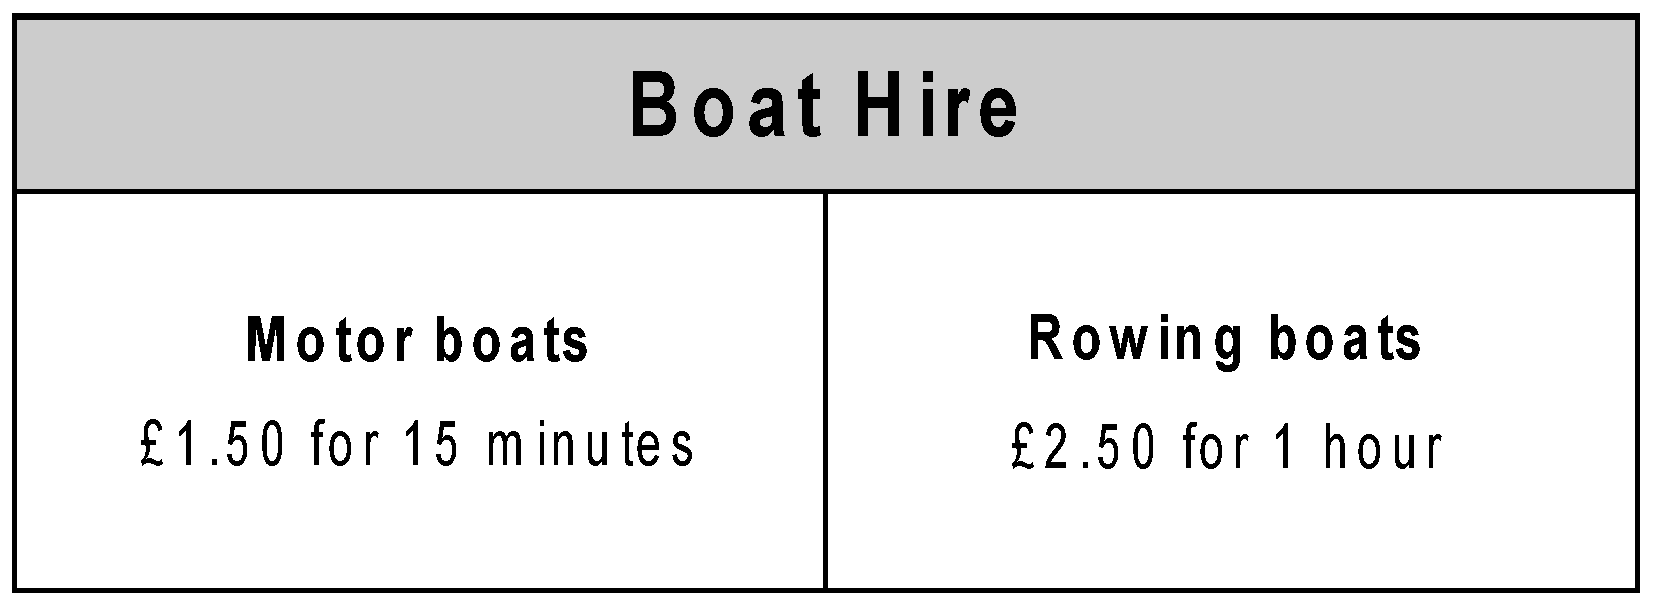 Boat Hire
Motor boats
£1.50 for 15 minutes
Rowing boats
£2.50 for 1 hour